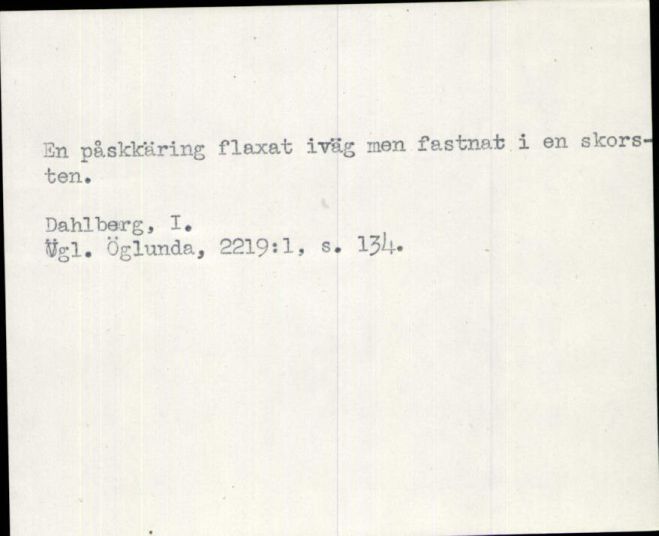 En påskkäring flaxat iväg men fastnat i en skors-
ten.
Dahlberg, I.
Vgl. Öglunda, 2219:1, s. 134.